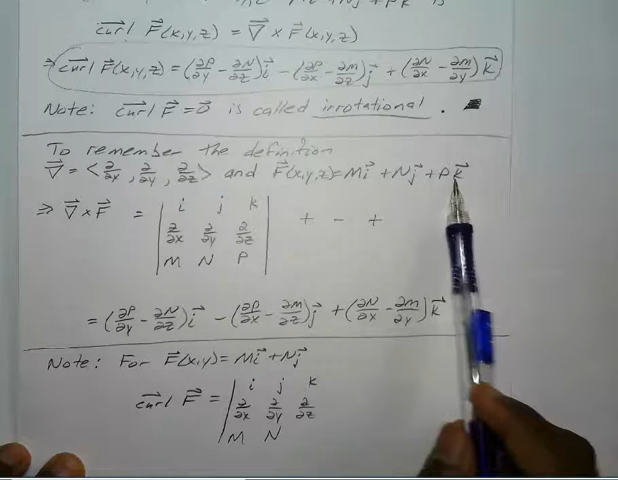 curl F⃗(x,y,z) = ∇⃗ × F⃗(x,y,z)
⇒ curl F⃗(x,y,z) = (∂P/∂y - ∂N/∂z)i⃗ - (∂P/∂x - ∂M/∂z)j⃗ + (∂N/∂x - ∂M/∂y)k⃗
Note: curl F⃗ = 0⃗ is called irrotational.
To remember the definition
∇⃗ = <∂/∂x, ∂/∂y, ∂/∂z> and F⃗(x,y,z)=Mi⃗ + Nj⃗ + Pk⃗
⇒ ∇⃗ × F⃗ = | i j k | + - +
∂/∂x ∂/∂y ∂/∂z
M N P
= (∂P/∂y - ∂N/∂z)i⃗ - (∂P/∂x - ∂M/∂z)j⃗ + (∂N/∂x - ∂M/∂y)k⃗
Note: For F⃗(x,y) = Mi⃗ + Nj⃗
curl F⃗ = | i j k
∂/∂x ∂/∂y ∂/∂z
M N